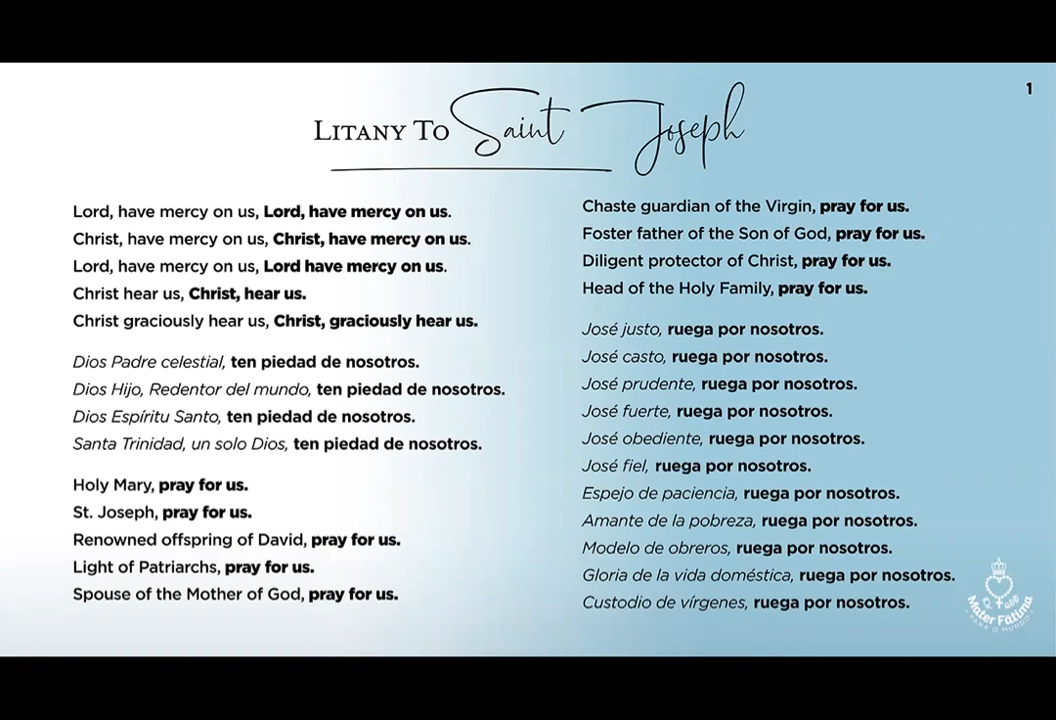 1
LITANY TO Saint Joseph
Lord, have mercy on us, Lord, have mercy on us.
Christ, have mercy on us, Christ, have mercy on us.
Lord, have mercy on us, Lord have mercy on us.
Christ hear us, Christ, hear us.
Christ graciously hear us, Christ, graciously hear us.
Dios Padre celestial, ten piedad de nosotros.
Dios Hijo, Redentor del mundo, ten piedad de nosotros.
Dios Espíritu Santo, ten piedad de nosotros.
Santa Trinidad, un solo Dios, ten piedad de nosotros.
Holy Mary, pray for us.
St. Joseph, pray for us.
Renowned offspring of David, pray for us.
Light of Patriarchs, pray for us.
Spouse of the Mother of God, pray for us.
Chaste guardian of the Virgin, pray for us.
Foster father of the Son of God, pray for us.
Diligent protector of Christ, pray for us.
Head of the Holy Family, pray for us.
José justo, ruega por nosotros.
José casto, ruega por nosotros.
José prudente, ruega por nosotros.
José fuerte, ruega por nosotros.
José obediente, ruega por nosotros.
José fiel, ruega por nosotros.
Espejo de paciencia, ruega por nosotros.
Amante de la pobreza, ruega por nosotros.
Modelo de obreros, ruega por nosotros.
Gloria de la vida doméstica, ruega por nosotros.
Custodio de vírgenes, ruega por nosotros.
Mater Fátima
PARA O MUNDO